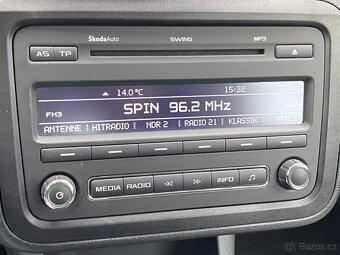 ŠkodaAuto SWING MP3
AS TP
14.0°C 15:32
FM3 SPIN 96.2 MHz
ANTENNE HITRADIO NDR 2 RADIO 21 KLASSIK
MEDIA RADIO INFO
Bazoš.cz